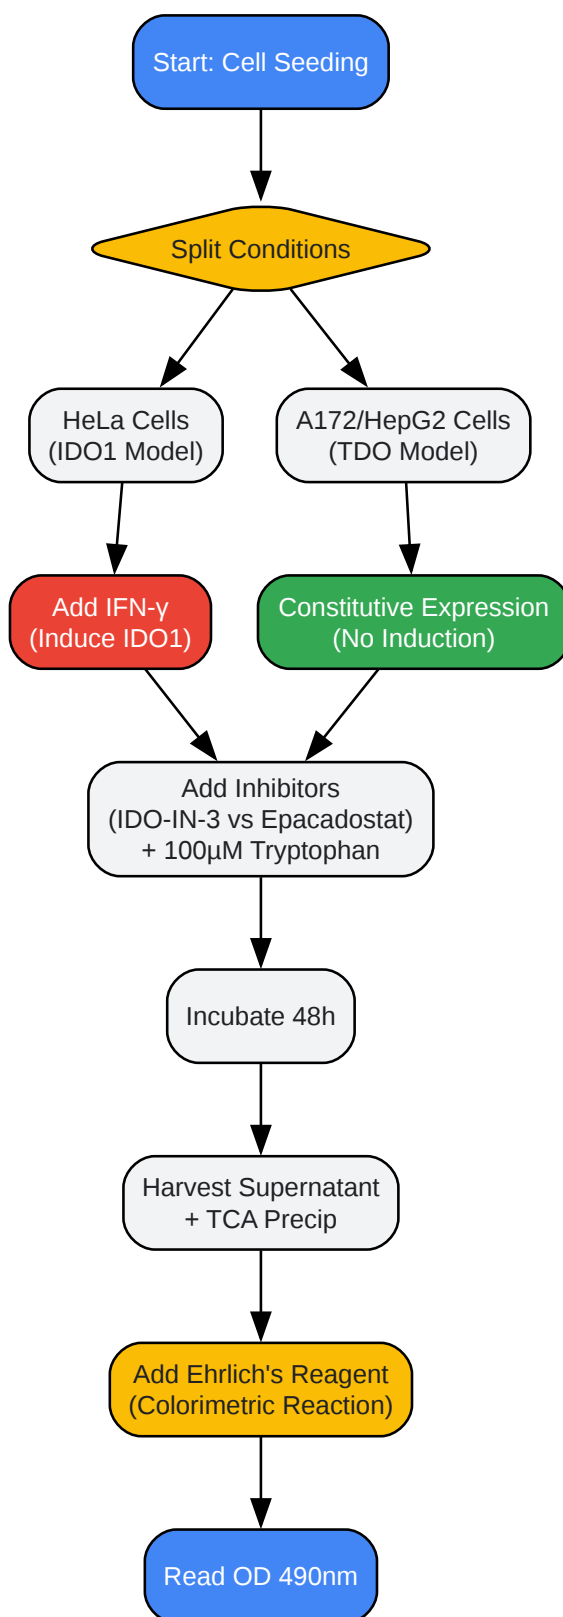 Start: Cell Seeding
Split Conditions
HeLa Cells
(IDO1 Model)
A172/HepG2 Cells
(TDO Model)
Add IFN-γ
(Induce IDO1)
Constitutive Expression
(No Induction)
Add Inhibitors
(IDO-IN-3 vs Epacadostat)
+ 100µM Tryptophan
Incubate 48h
Harvest Supernatant
+ TCA Precip
Add Ehrlich's Reagent
(Colorimetric Reaction)
Read OD 490nm